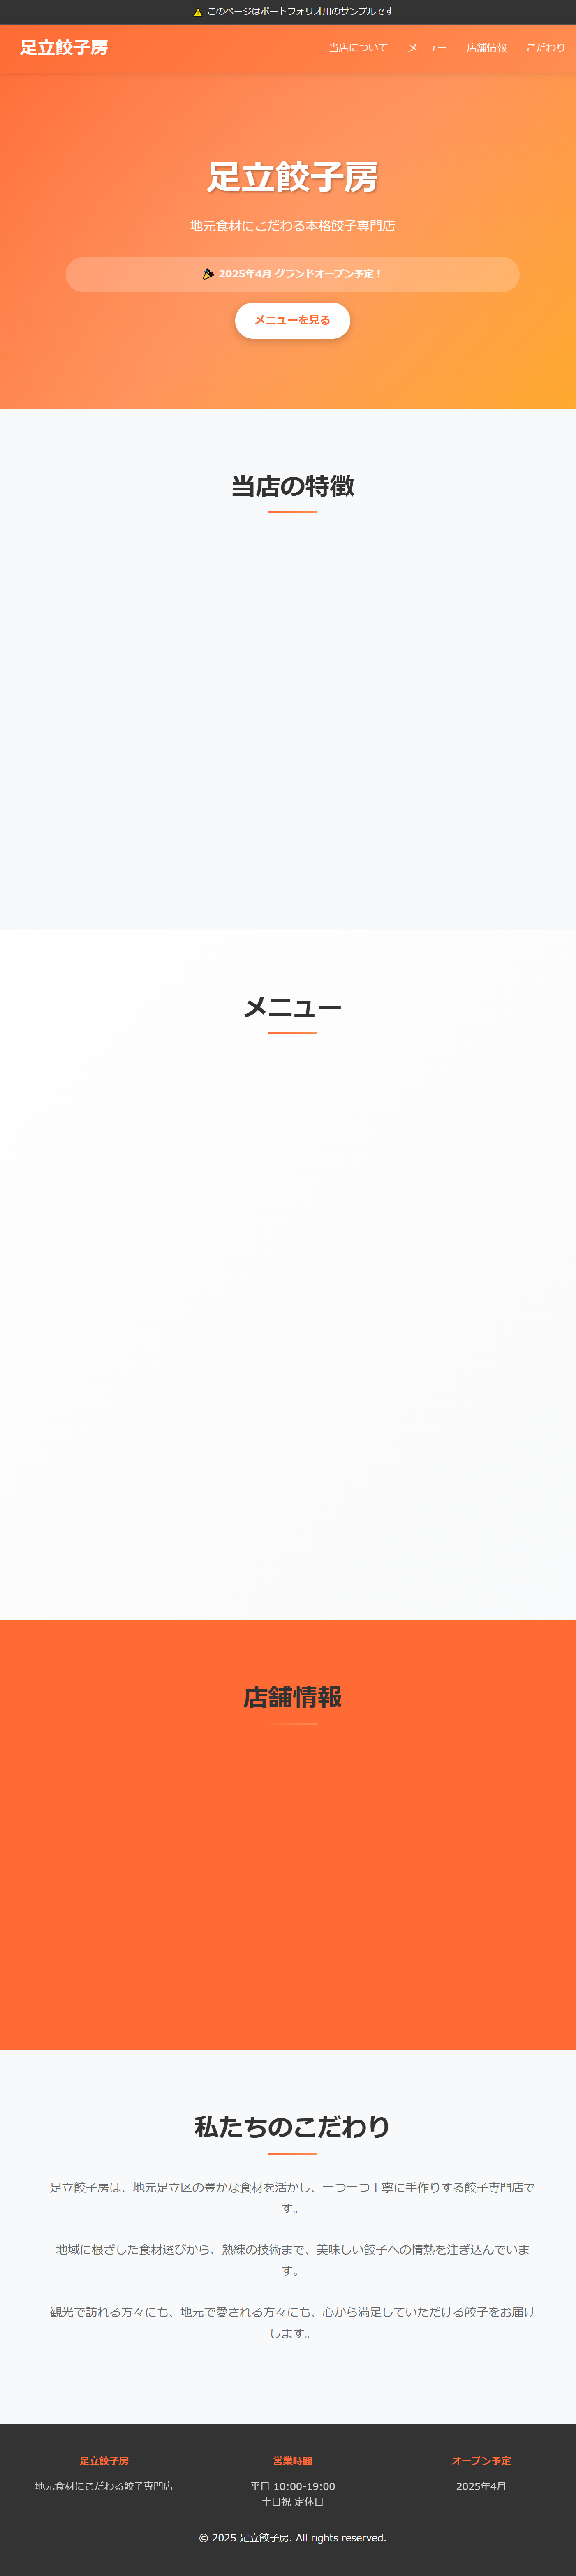 ⚠️ このページはポートフォリオ用のサンプルです
足立餃子房
当店について
メニュー
店舗情報
こだわり
足立餃子房
地元食材にこだわる本格餃子専門店
🎉 2025年4月 グランドオープン予定！
メニューを見る
当店の特徴
メニュー
店舗情報
私たちのこだわり
足立餃子房は、地元足立区の豊かな食材を活かし、一つ一つ丁寧に手作りする餃子専門店で
す。
地域に根ざした食材選びから、熟練の技術まで、美味しい餃子への情熱を注ぎ込んでいま
す。
観光で訪れる方々にも、地元で愛される方々にも、心から満足していただける餃子をお届け
します。
足立餃子房
地元食材にこだわる餃子専門店
営業時間
平日 10:00-19:00
土日祝 定休日
オープン予定
2025年4月
© 2025 足立餃子房. All rights reserved.